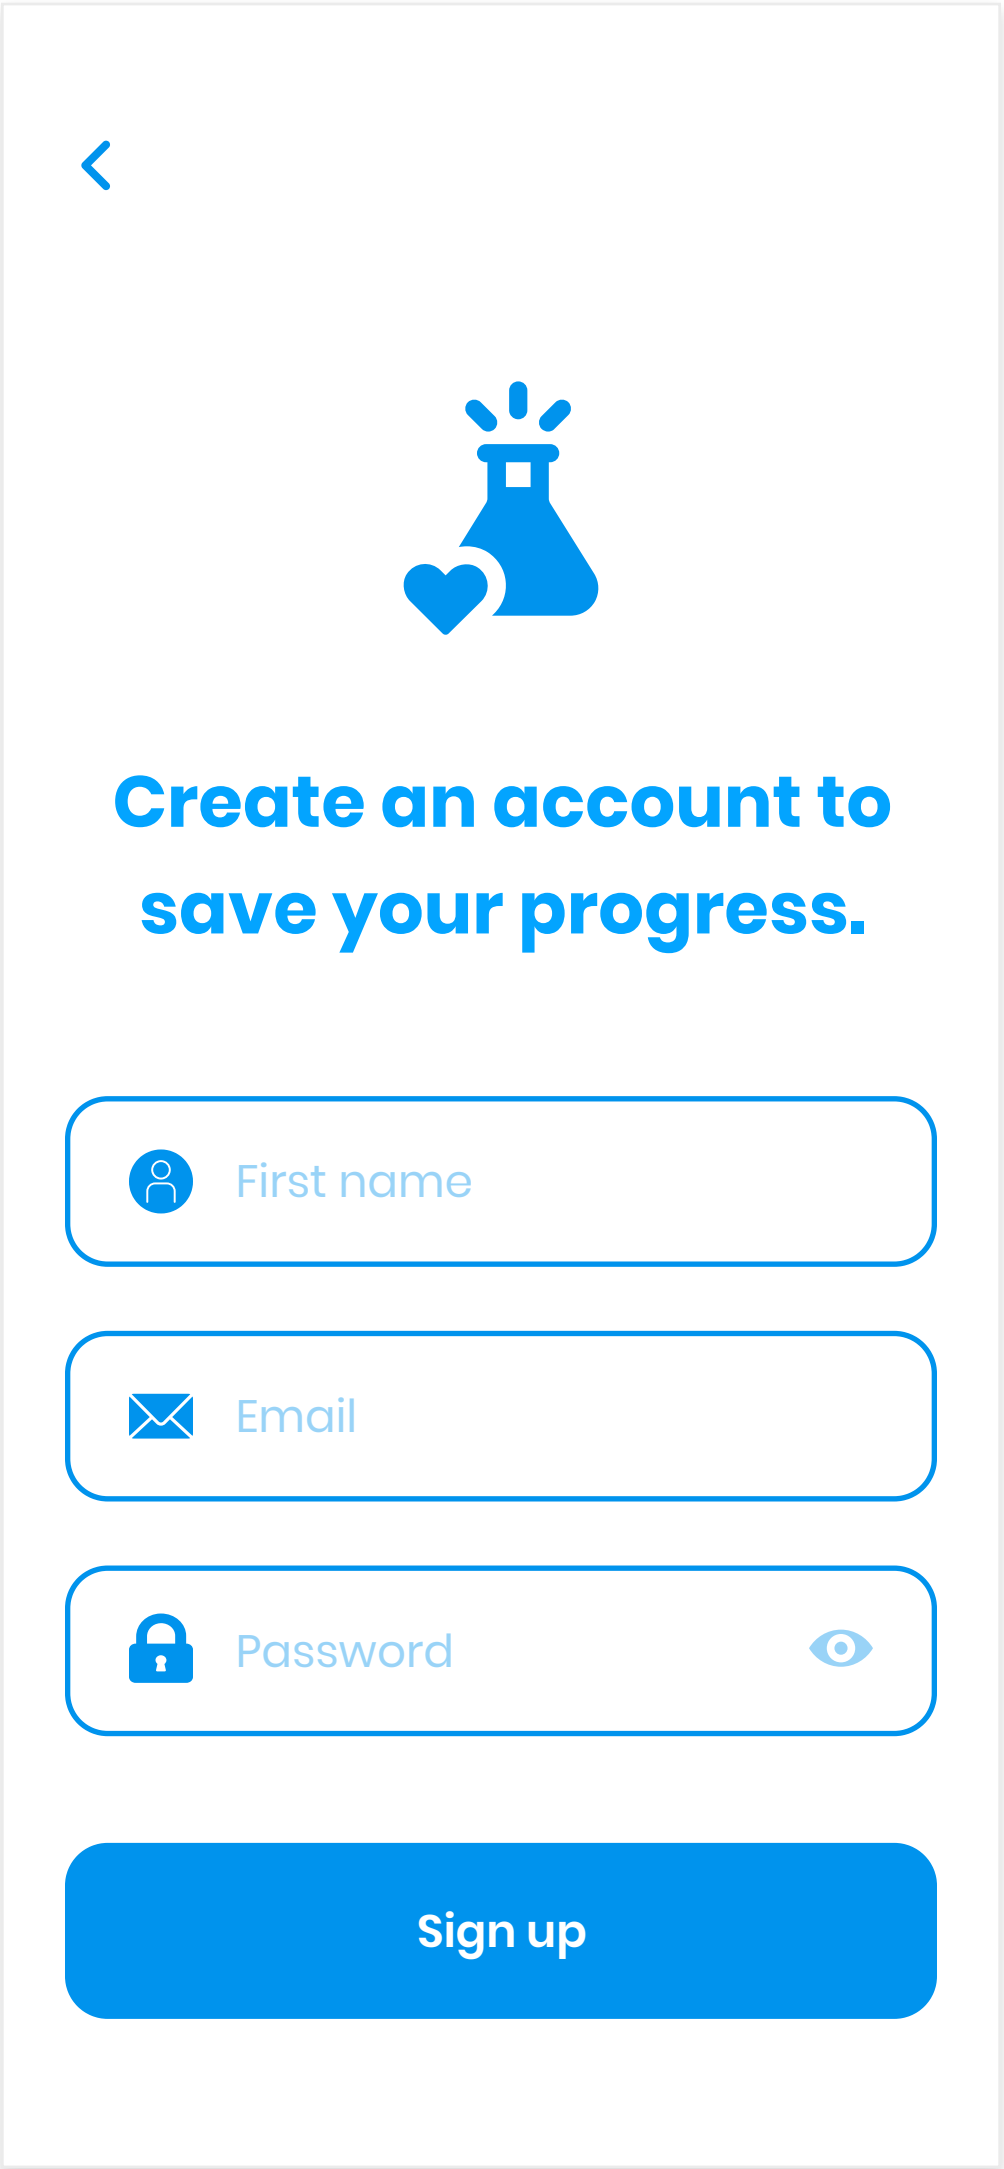 Create an account to
save your progress.
First name
Email
Password
Sign up